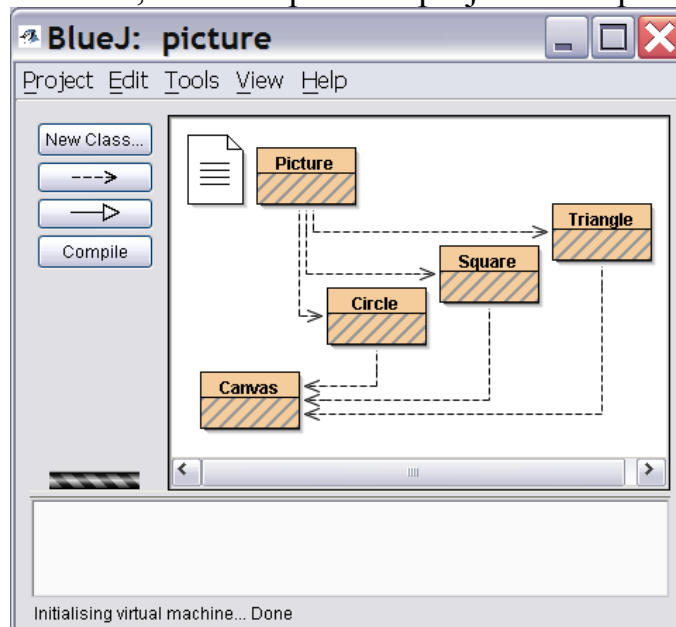 BlueJ: picture
Project Edit Tools View Help
New Class...
Compile
Picture
Triangle
Square
Circle
Canvas
Initialising virtual machine... Done